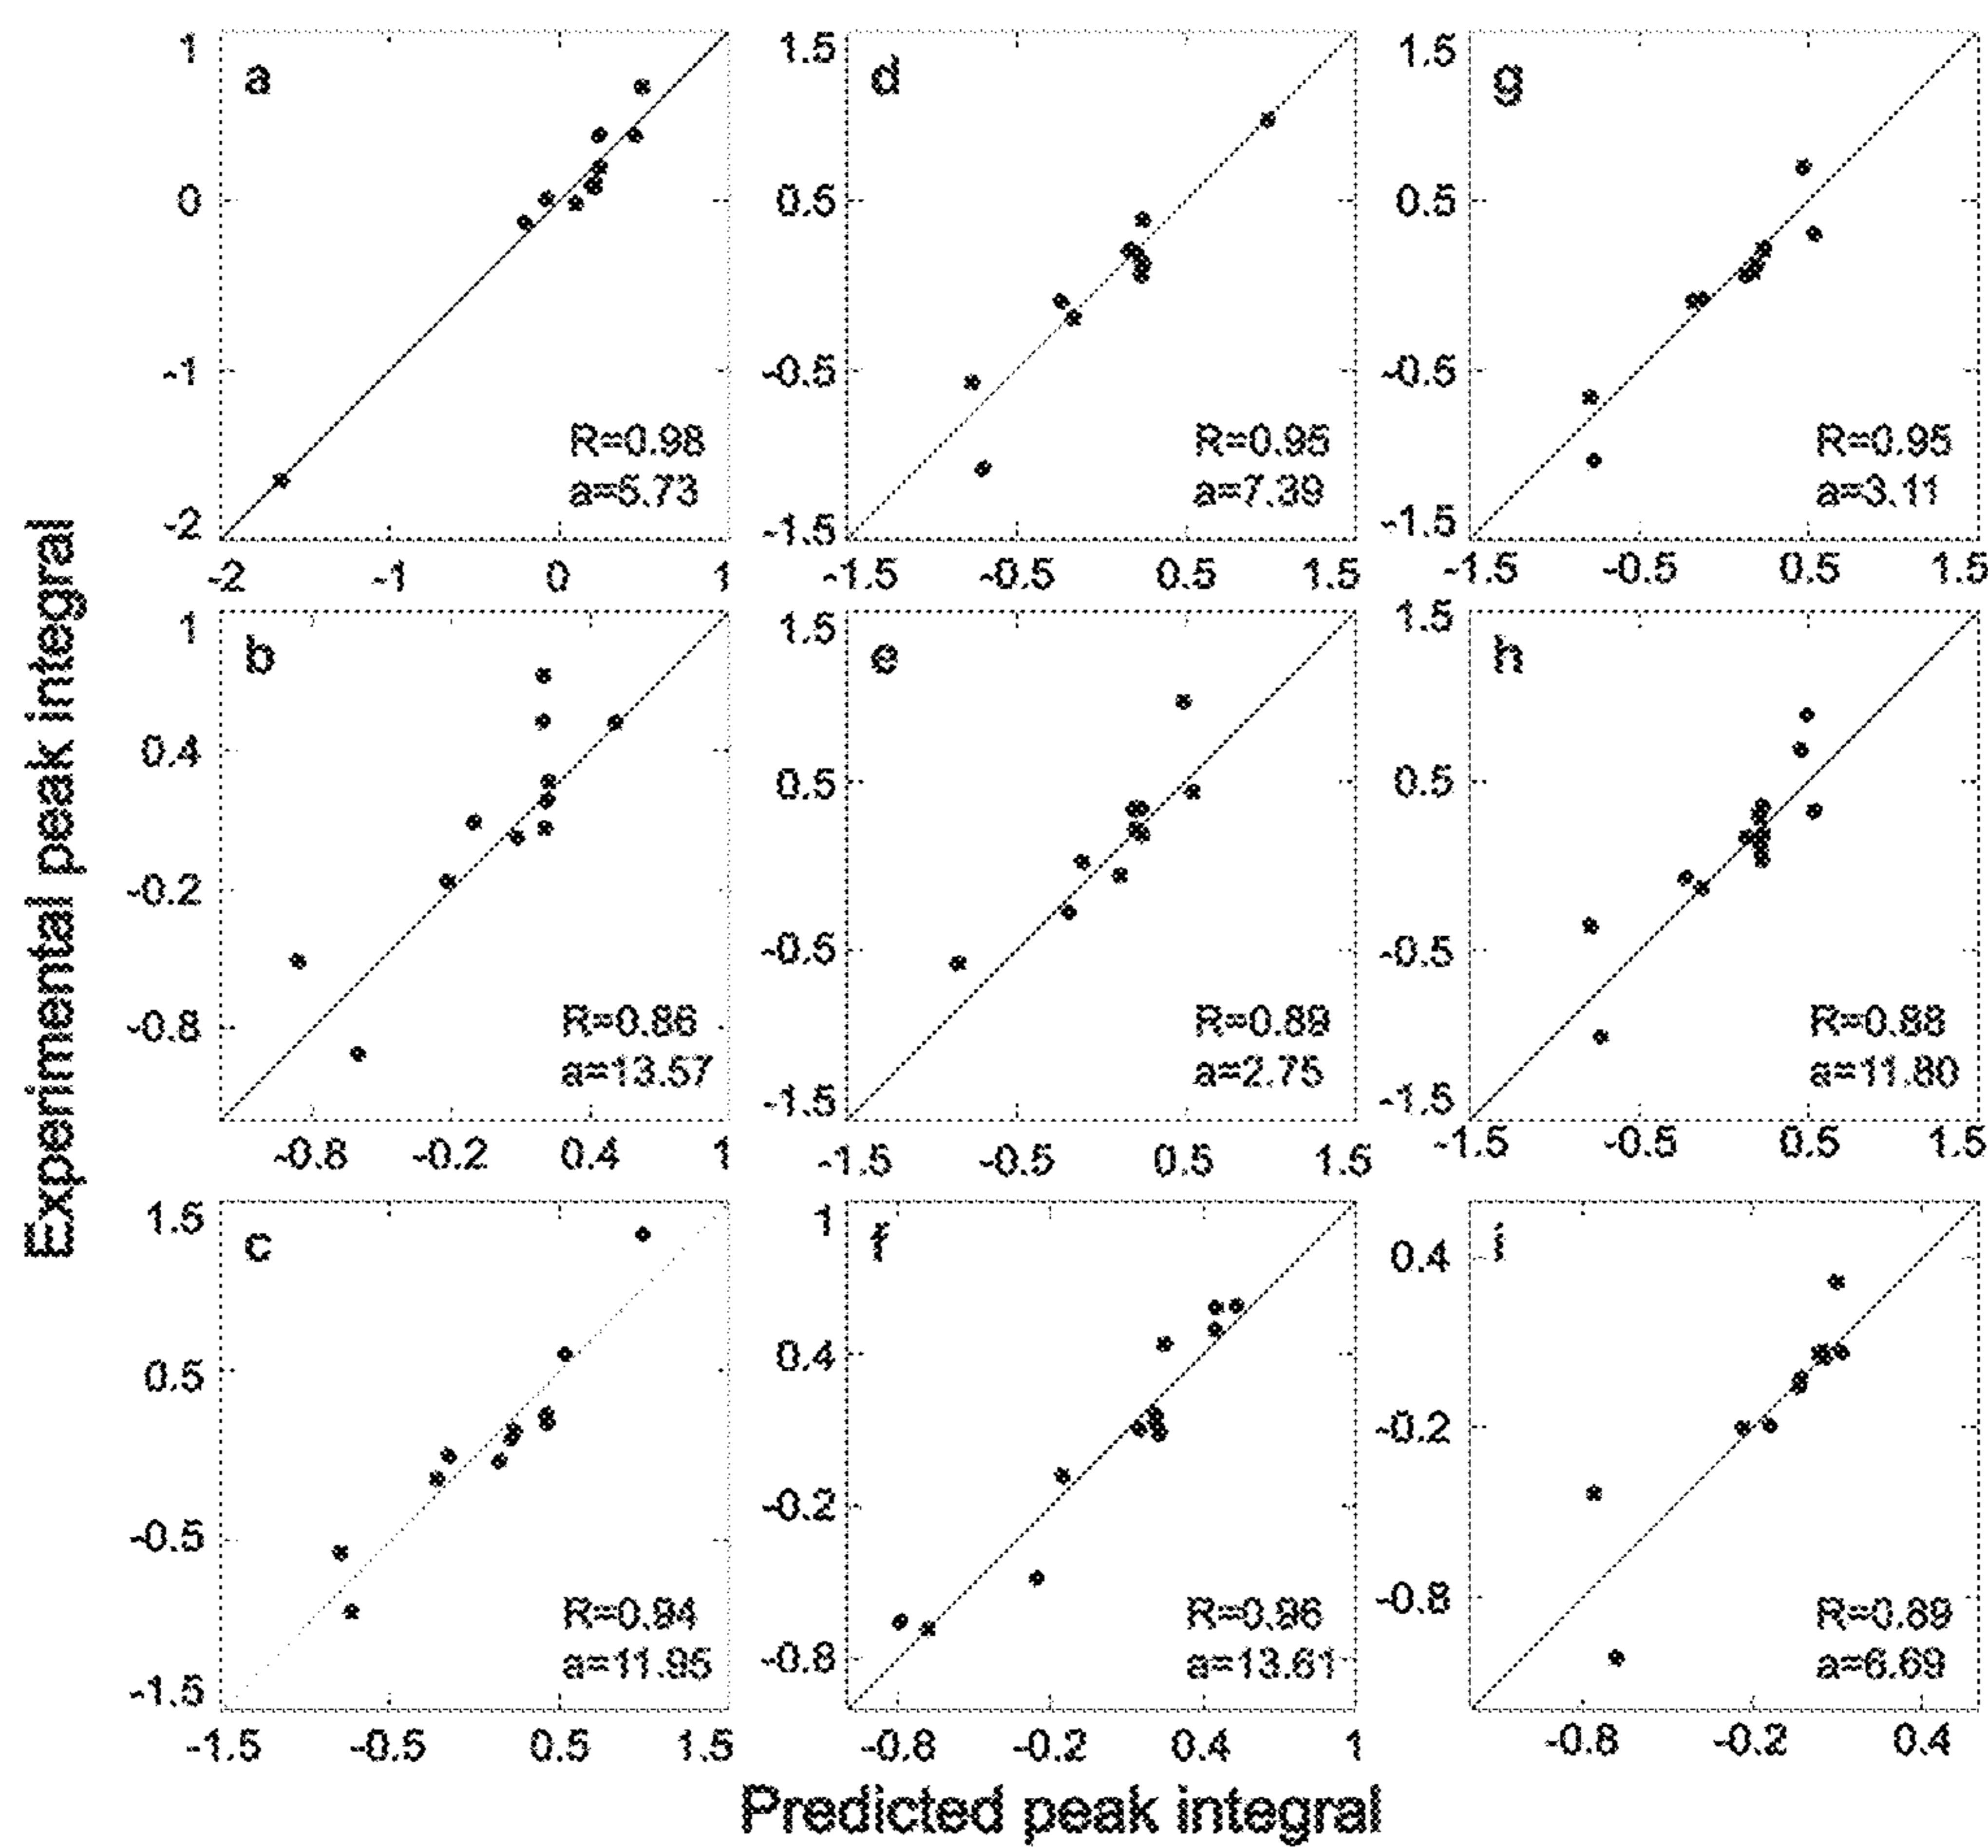 Experimental peak integral
1
a
0
-1
R=0.98
a=5.73
-2
-2 -1 0 1
1.5
d
0.5
-0.5
R=0.95
a=7.39
-1.5
-1.5 -0.5 0.5 1.5
1.5
g
0.5
-0.5
R=0.95
a=3.11
-1.5
-1.5 -0.5 0.5 1.5
1
b
0.4
-0.2
-0.8
R=0.86
a=13.57
-0.8 -0.2 0.4 1
1.5
e
0.5
-0.5
R=0.89
a=2.75
-1.5
-1.5 -0.5 0.5 1.5
1.5
h
0.5
-0.5
R=0.88
a=11.80
-1.5
-1.5 -0.5 0.5 1.5
1.5
c
0.5
-0.5
R=0.94
a=11.95
-1.5
-1.5 -0.5 0.5 1.5
1
f
0.4
-0.2
R=0.96
a=13.61
-0.8
-0.8 -0.2 0.4 1
i
0.4
-0.2
-0.8
R=0.89
a=6.69
-0.8 -0.2 0.4
Predicted peak integral